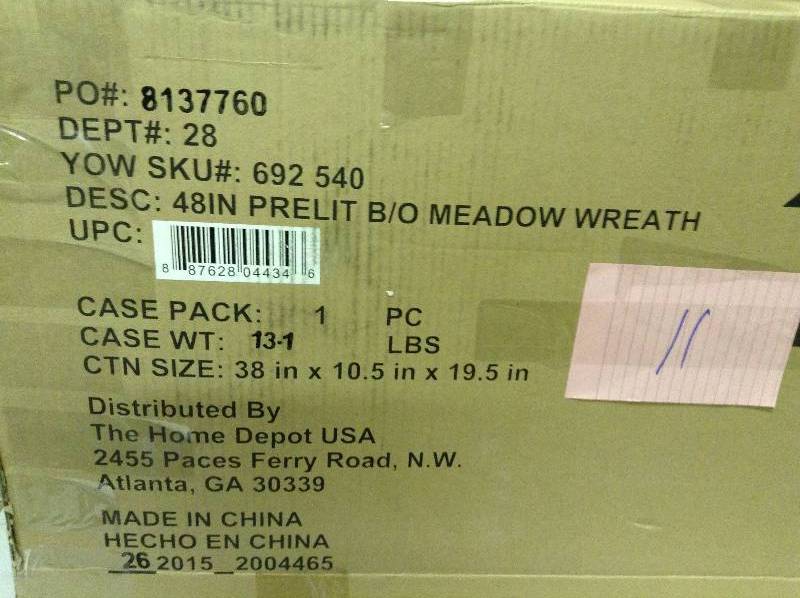 PO#: 8137760
DEPT#: 28
YOW SKU#: 692 540
DESC: 48IN PRELIT B/O MEADOW WREATH
UPC:
8 87628 04434 6
CASE PACK: 1 PC
CASE WT: 13.1 LBS
CTN SIZE: 38 in x 10.5 in x 19.5 in
11
Distributed By
The Home Depot USA
2455 Paces Ferry Road, N.W.
Atlanta, GA 30339
MADE IN CHINA
HECHO EN CHINA
_26 2015_2004465